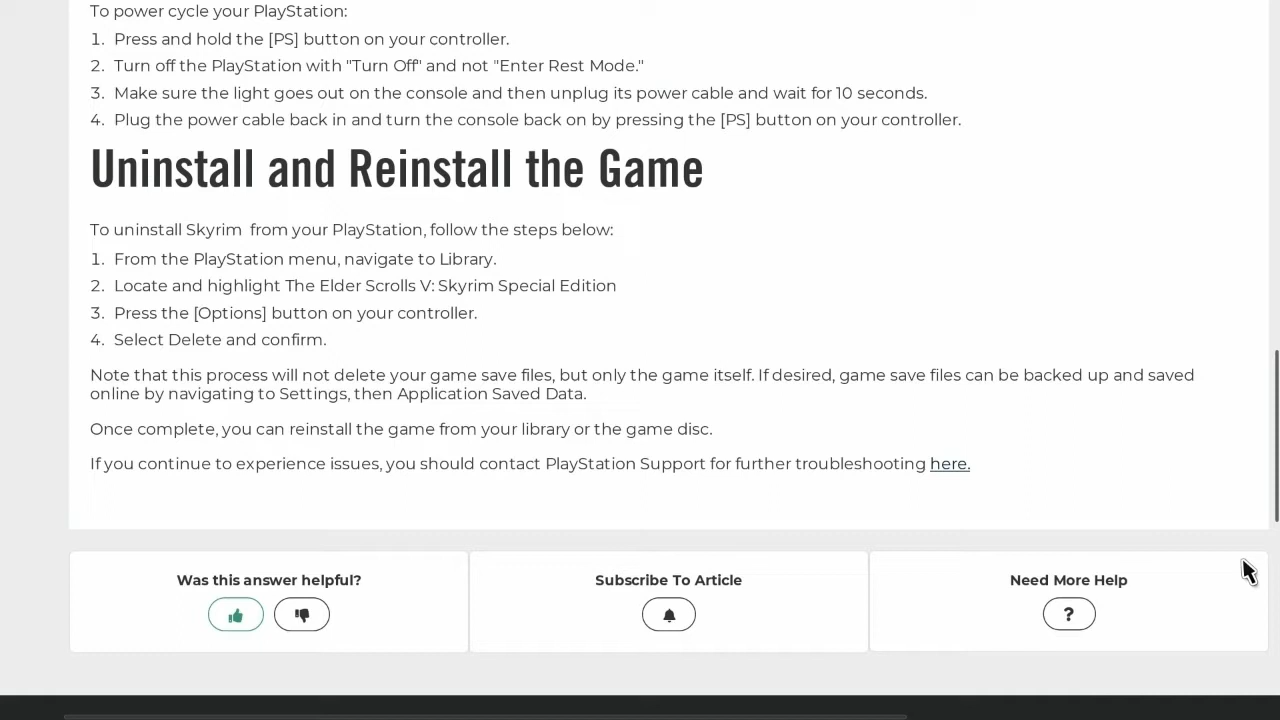 To power cycle your PlayStation:
1. Press and hold the [PS] button on your controller.
2. Turn off the PlayStation with "Turn Off" and not "Enter Rest Mode."
3. Make sure the light goes out on the console and then unplug its power cable and wait for 10 seconds.
4. Plug the power cable back in and turn the console back on by pressing the [PS] button on your controller.
Uninstall and Reinstall the Game
To uninstall Skyrim from your PlayStation, follow the steps below:
1. From the PlayStation menu, navigate to Library.
2. Locate and highlight The Elder Scrolls V: Skyrim Special Edition
3. Press the [Options] button on your controller.
4. Select Delete and confirm.
Note that this process will not delete your game save files, but only the game itself. If desired, game save files can be backed up and saved
online by navigating to Settings, then Application Saved Data.
Once complete, you can reinstall the game from your library or the game disc.
If you continue to experience issues, you should contact PlayStation Support for further troubleshooting here.
Was this answer helpful?
Subscribe To Article
Need More Help
?